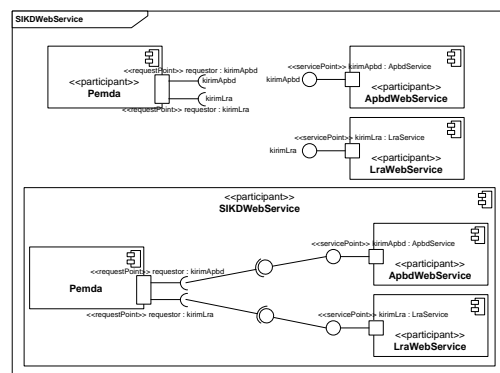 SIKDWebService
<<requestPoint>> requestor : kirimApbd
<<participant>>
Pemda
kirimApbd
kirimLra
<<requestPoint>> requestor : kirimLra
<<servicePoint>> kirimApbd : ApbdService
kirimApbd
<<participant>>
ApbdWebService
<<servicePoint>> kirimLra : LraService
kirimLra
<<participant>>
LraWebService
<<participant>>
SIKDWebService
<<requestPoint>> requestor : kirimApbd
Pemda
<<requestPoint>> requestor : kirimLra
<<servicePoint>> kirimApbd : ApbdService
<<participant>>
ApbdWebService
<<servicePoint>> kirimLra : LraService
<<participant>>
LraWebService